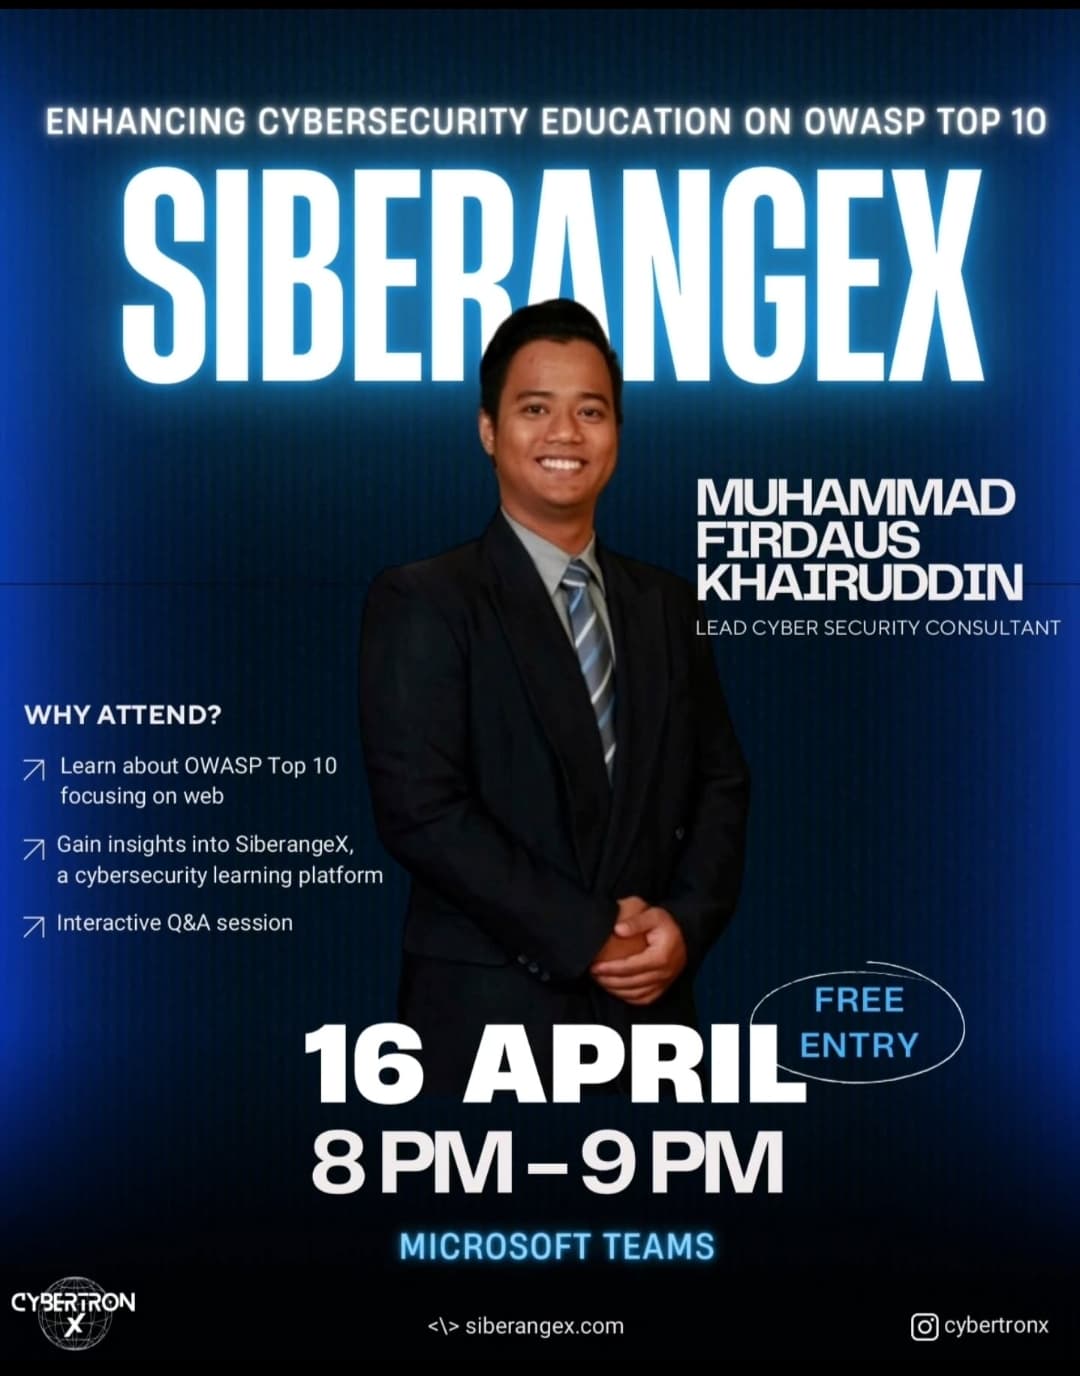 ENHANCING CYBERSECURITY EDUCATION ON OWASP TOP 10
SIBERANGEX
MUHAMMAD
FIRDAUS
KHAIRUDDIN
LEAD CYBER SECURITY CONSULTANT
WHY ATTEND?
Learn about OWASP Top 10
focusing on web
Gain insights into SiberangeX,
a cybersecurity learning platform
Interactive Q&A session
FREE
ENTRY
16 APRIL
8 PM – 9 PM
MICROSOFT TEAMS
CYBERTRON
X
<\> siberangex.com
cybertronx